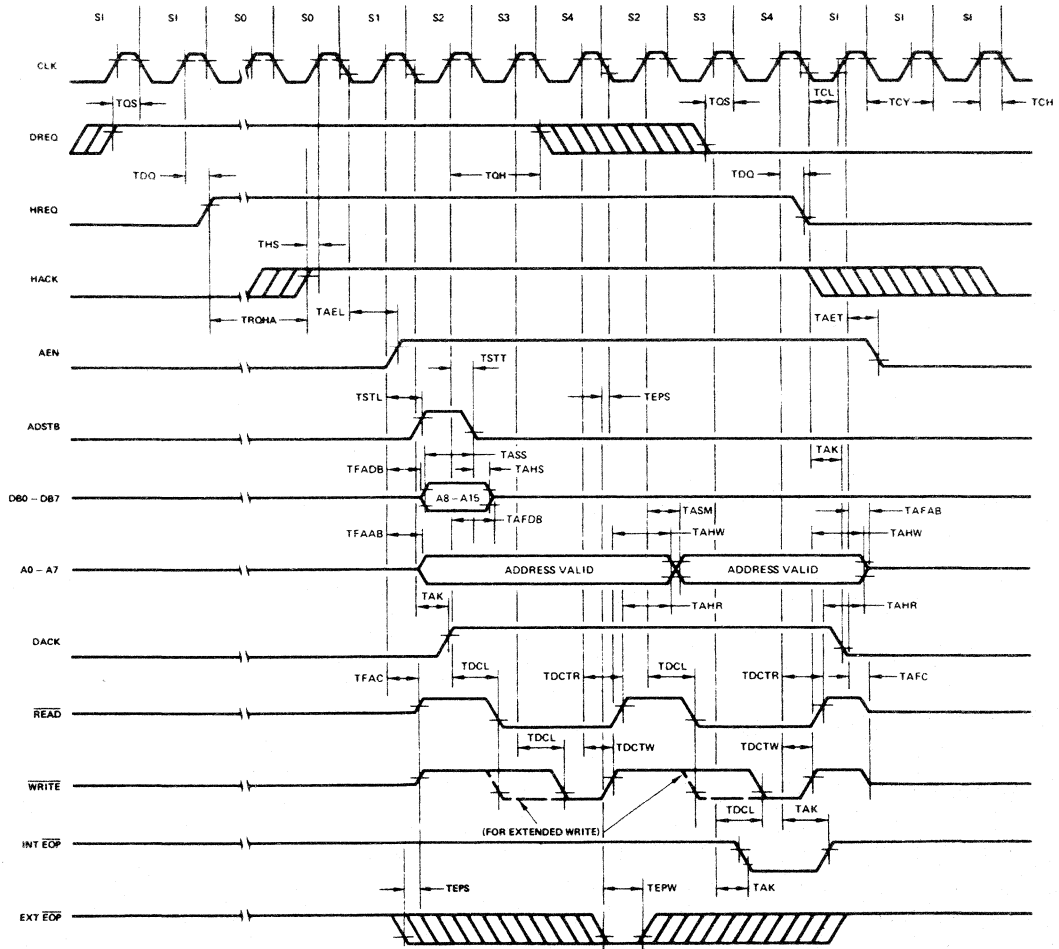 SI SI S0 S0 S1 S2 S3 S4 S2 S3 S4 SI SI SI
CLK
TQS TQS TCL TCY TCH
DREQ
TDQ TQH TDQ
HREQ
THS
HACK
TRQHA TAEL TAET
AEN
TSTT
TSTL TEPS
ADSTB
TASS TAK
TFADB TAHS
DB0 – DB7 A8 – A15
TASM TAFAB
TFAAB TAFDB TAHW TAHW
A0 – A7 ADDRESS VALID ADDRESS VALID
TAK TAHR TAHR
DACK
TFAC TDCL TDCTR TDCL TDCTR TAFC
READ
TDCL TDCTW TDCTW
WRITE
(FOR EXTENDED WRITE) TDCL TAK
INT EOP
TEPS TEPW TAK
EXT EOP